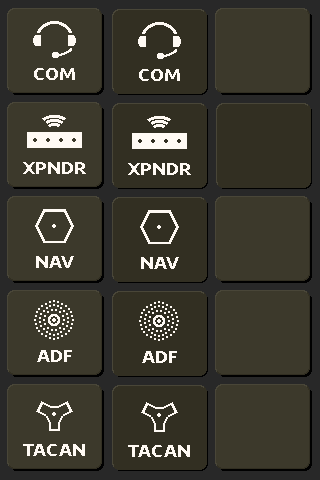 COM COM
XPNDR XPNDR
NAV NAV
ADF ADF
TACAN TACAN